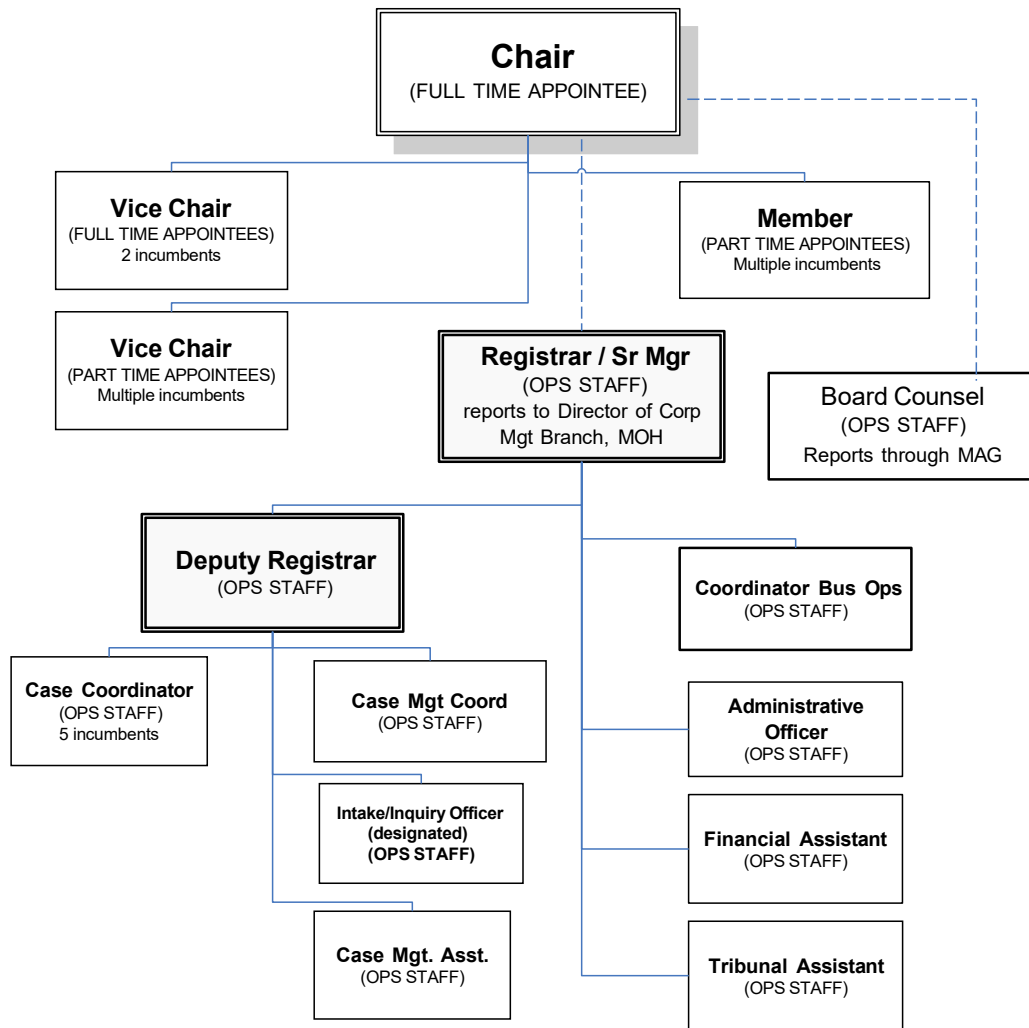 Chair
(FULL TIME APPOINTEE)
Vice Chair
(FULL TIME APPOINTEES)
2 incumbents
Member
(PART TIME APPOINTEES)
Multiple incumbents
Vice Chair
(PART TIME APPOINTEES)
Multiple incumbents
Registrar / Sr Mgr
(OPS STAFF)
reports to Director of Corp
Mgt Branch, MOH
Board Counsel
(OPS STAFF)
Reports through MAG
Deputy Registrar
(OPS STAFF)
Coordinator Bus Ops
(OPS STAFF)
Case Coordinator
(OPS STAFF)
5 incumbents
Case Mgt Coord
(OPS STAFF)
Administrative
Officer
(OPS STAFF)
Intake/Inquiry Officer
(designated)
(OPS STAFF)
Financial Assistant
(OPS STAFF)
Case Mgt. Asst.
(OPS STAFF)
Tribunal Assistant
(OPS STAFF)